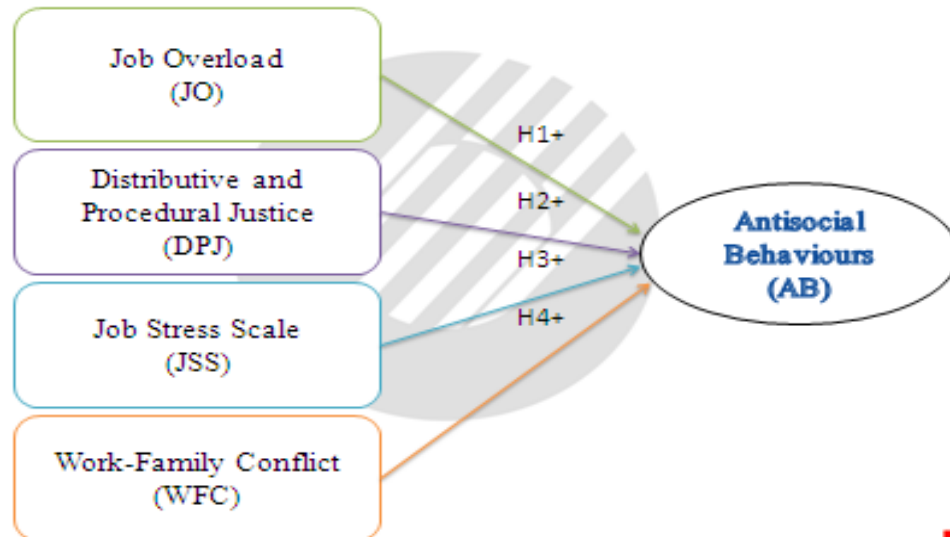 Job Overload
(JO)
H1+
Distributive and
Procedural Justice
(DPJ)
H2+
Antisocial
Behaviours
(AB)
H3+
Job Stress Scale
(JSS)
H4+
Work-Family Conflict
(WFC)